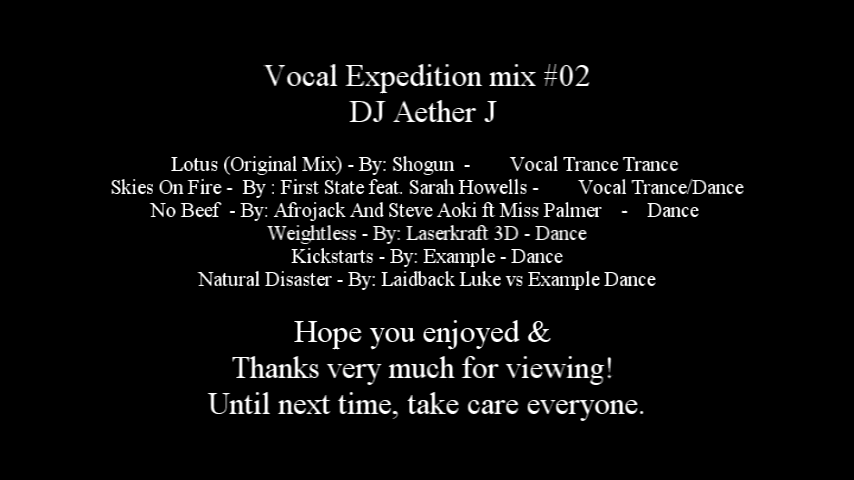 Vocal Expedition mix #02
DJ Aether J
Lotus (Original Mix) - By: Shogun - Vocal Trance Trance
Skies On Fire - By : First State feat. Sarah Howells - Vocal Trance/Dance
No Beef - By: Afrojack And Steve Aoki ft Miss Palmer - Dance
Weightless - By: Laserkraft 3D - Dance
Kickstarts - By: Example - Dance
Natural Disaster - By: Laidback Luke vs Example Dance
Hope you enjoyed &
Thanks very much for viewing!
Until next time, take care everyone.